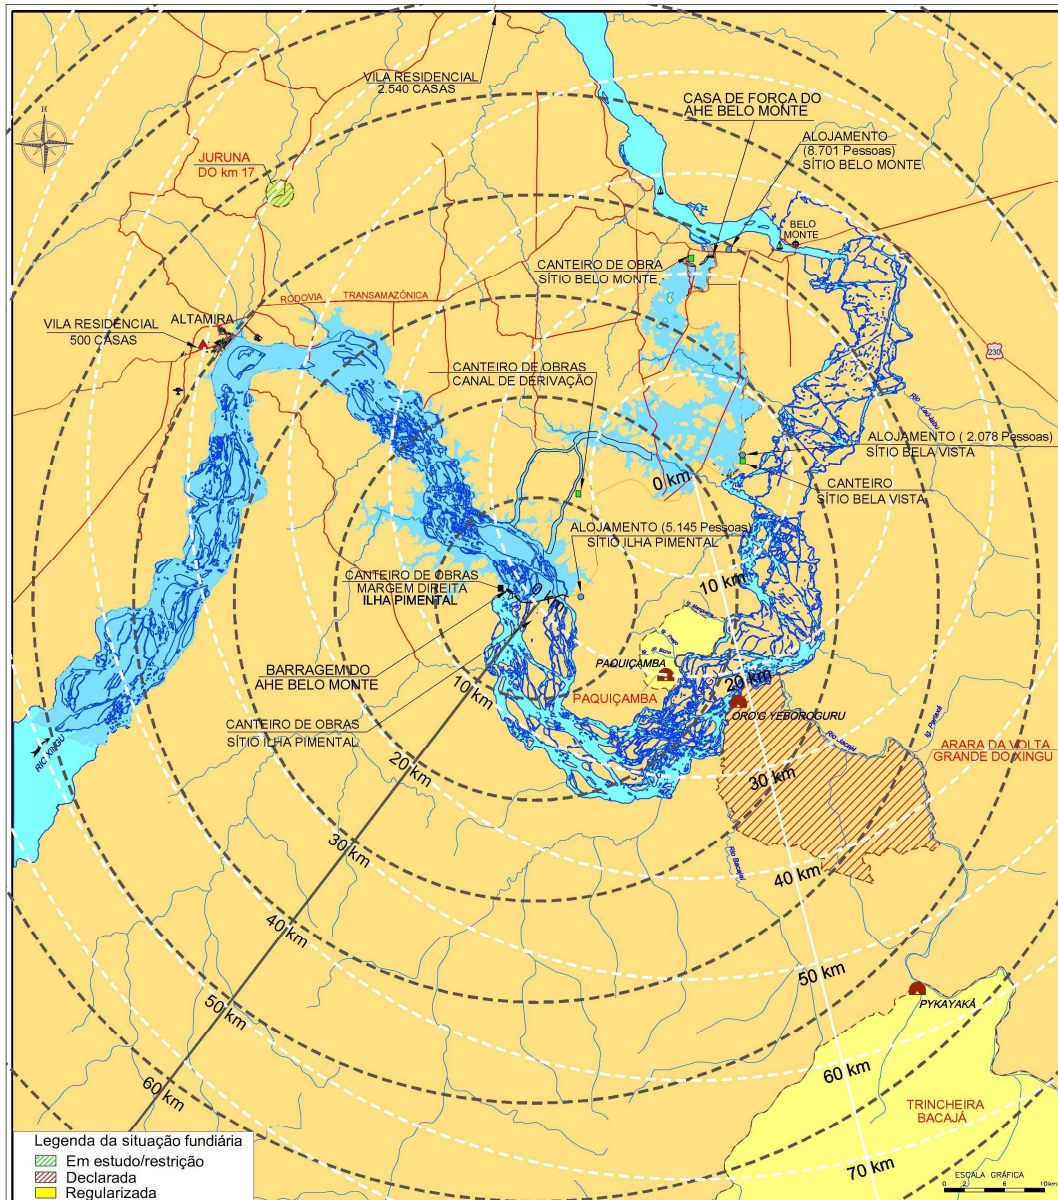 VILA RESIDENCIAL
2.540 CASAS
CASA DE FORÇA DO
AHE BELO MONTE
ALOJAMENTO
(8.701 Pessoas)
SÍTIO BELO MONTE
JURUNA
DO km 17
BELO
MONTE
CANTEIRO DE OBRA
SÍTIO BELO MONTE
RODOVIA TRANSAMAZÔNICA
ALTAMIRA
VILA RESIDENCIAL
500 CASAS
230
CANTEIRO DE OBRAS
CANAL DE DERIVAÇÃO
ALOJAMENTO ( 2.078 Pessoas)
SÍTIO BELA VISTA
0 km
CANTEIRO
SÍTIO BELA VISTA
ALOJAMENTO (5.145 Pessoas)
SÍTIO ILHA PIMENTAL
CANTEIRO DE OBRAS
MARGEM DIREITA
ILHA PIMENTAL
0 km
10 km
PAQUIÇAMBA
BARRAGEM DO
AHE BELO MONTE
10 km
PAQUIÇAMBA
20 km
ORO'G YEBOROGURU
CANTEIRO DE OBRAS
SÍTIO ILHA PIMENTAL
RIO XINGU
20 km
30 km
ARARA DA VOLTA
GRANDE DO XINGU
30 km
Rio Bacajaí
40 km
40 km
50 km
50 km
PYKAYAKÁ
60 km
60 km
TRINCHEIRA
BACAJÁ
70 km
Legenda da situação fundiária
Em estudo/restrição
Declarada
Regularizada
ESCALA GRÁFICA
0 2 6 10km